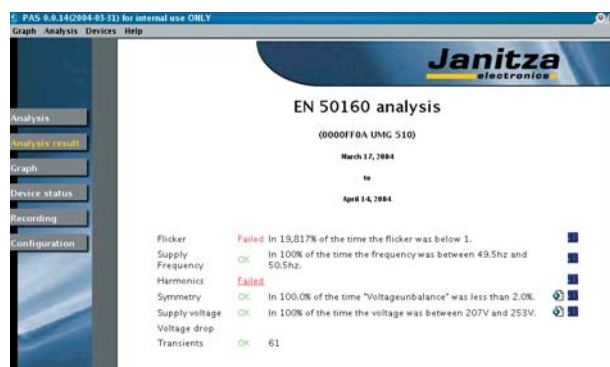 PAS 0.0.14(2004-03-31) for internal use ONLY
Graph Analysis Devices Help
Janitza
electronics
Analysis
Analysis result
Graph
Device status
Recording
Configuration
EN 50160 analysis
(0000FF0A UMG 510)
March 17, 2004
to
April 14, 2004
Flicker Failed In 19,817% of the time the flicker was below 1.
Supply Frequency OK In 100% of the time the frequency was between 49.5hz and
50.5hz.
Harmonics Failed
Symmetry OK In 100.0% of the time "Voltageunbalance" was less than 2.0%.
Supply voltage OK In 100% of the time the voltage was between 207V and 253V.
Voltage drop
Transients OK 61